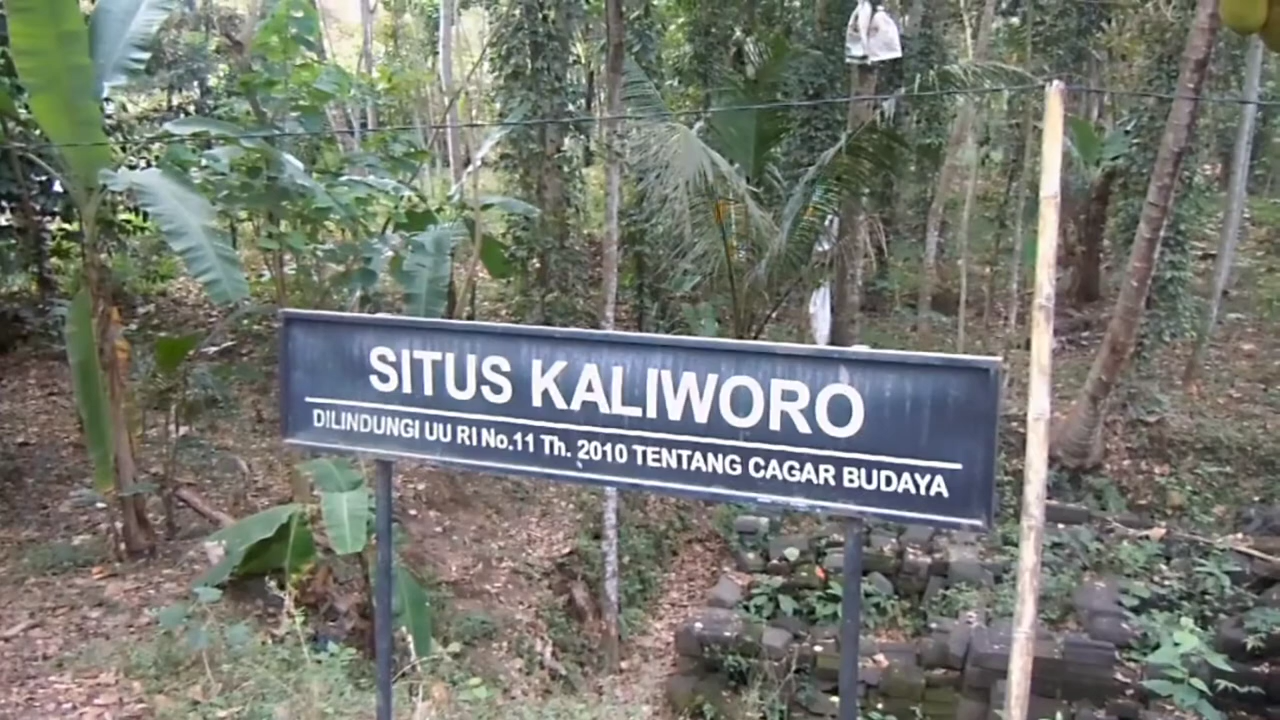 SITUS KALIWORO
DILINDUNGI UU RI No.11 Th. 2010 TENTANG CAGAR BUDAYA